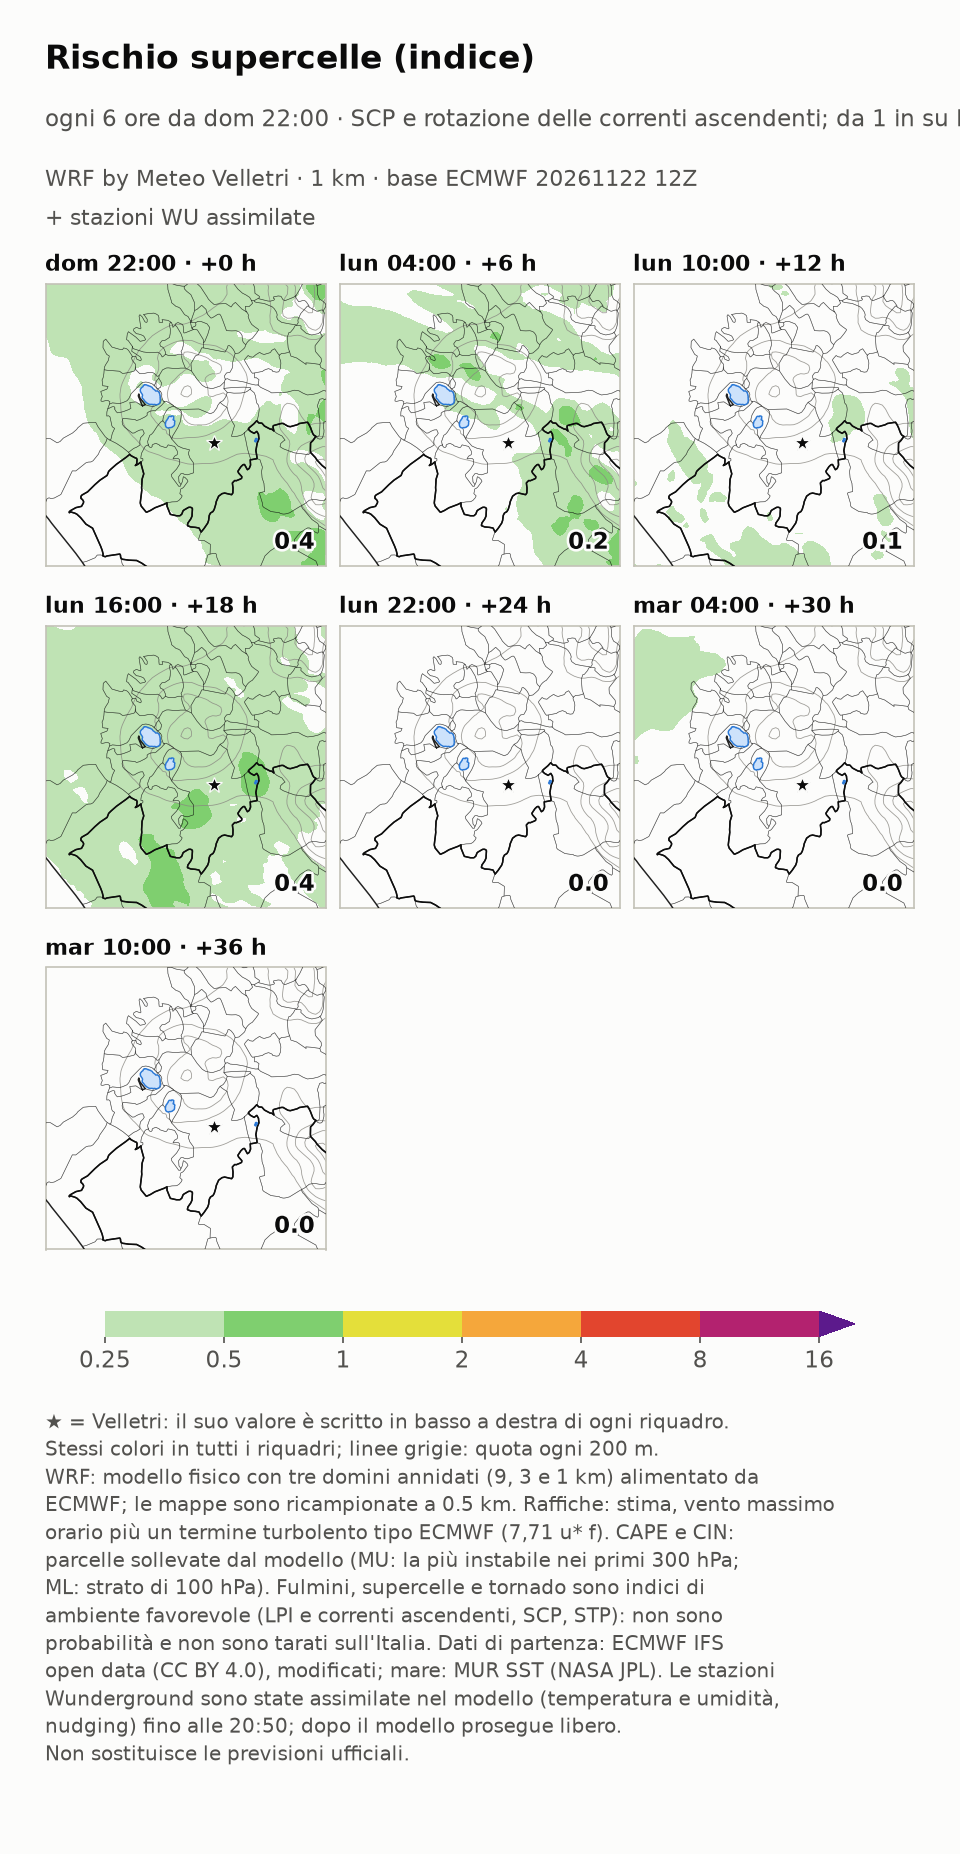 Rischio supercelle (indice)
ogni 6 ore da dom 22:00 · SCP e rotazione delle correnti ascendenti; da 1 in su
WRF by Meteo Velletri · 1 km · base ECMWF 20261122 12Z
+ stazioni WU assimilate
dom 22:00 · +0 h
lun 04:00 · +6 h
lun 10:00 · +12 h
0.4
0.2
0.1
lun 16:00 · +18 h
lun 22:00 · +24 h
mar 04:00 · +30 h
0.4
0.0
0.0
mar 10:00 · +36 h
0.0
0.25 0.5 1 2 4 8 16
★ = Velletri: il suo valore è scritto in basso a destra di ogni riquadro.
Stessi colori in tutti i riquadri; linee grigie: quota ogni 200 m.
WRF: modello fisico con tre domini annidati (9, 3 e 1 km) alimentato da
ECMWF; le mappe sono ricampionate a 0.5 km. Raffiche: stima, vento massimo
orario più un termine turbolento tipo ECMWF (7,71 u* f). CAPE e CIN:
parcelle sollevate dal modello (MU: la più instabile nei primi 300 hPa;
ML: strato di 100 hPa). Fulmini, supercelle e tornado sono indici di
ambiente favorevole (LPI e correnti ascendenti, SCP, STP): non sono
probabilità e non sono tarati sull'Italia. Dati di partenza: ECMWF IFS
open data (CC BY 4.0), modificati; mare: MUR SST (NASA JPL). Le stazioni
Wunderground sono state assimilate nel modello (temperatura e umidità,
nudging) fino alle 20:50; dopo il modello prosegue libero.
Non sostituisce le previsioni ufficiali.